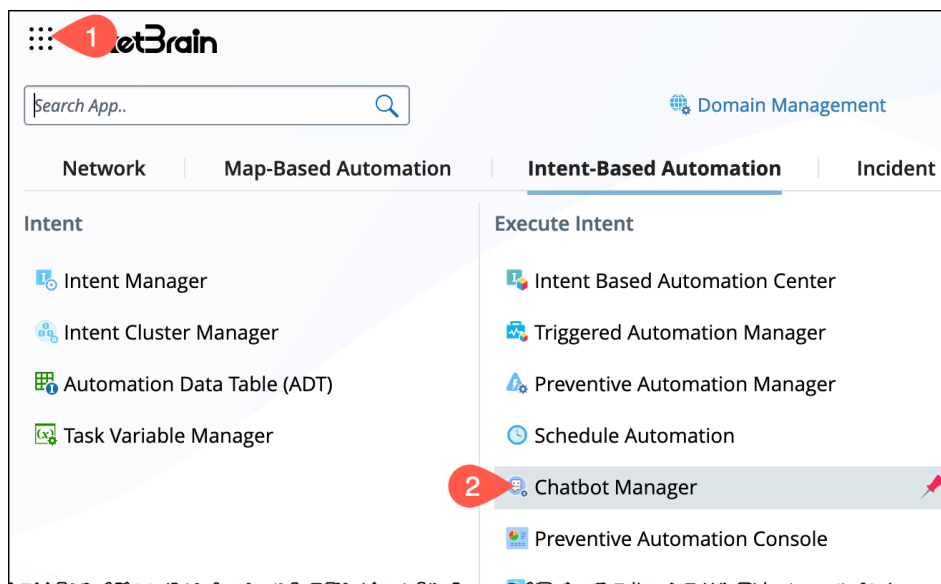 1
etBrain
Search App..
Domain Management
Network
Map-Based Automation
Intent-Based Automation
Incident
Intent
Execute Intent
Intent Manager
Intent Based Automation Center
Intent Cluster Manager
Triggered Automation Manager
Automation Data Table (ADT)
Preventive Automation Manager
Task Variable Manager
Schedule Automation
2
Chatbot Manager
Preventive Automation Console